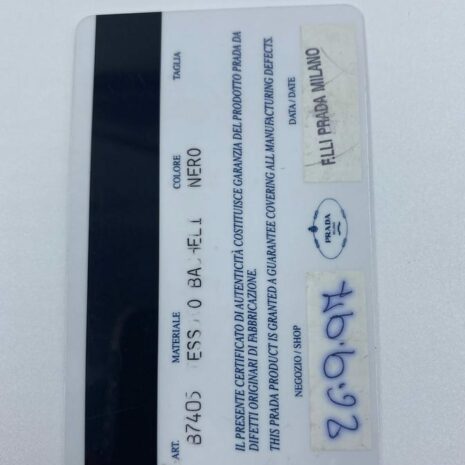 ART. MATERIALE COLORE TAGLIA
B7405 NERO
IL PRESENTE CERTIFICATO DI AUTENTICITÀ COSTITUISCE GARANZIA DEL PRODOTTO PRADA DA
DIFETTI ORIGINARI DI FABBRICAZIONE.
THIS PRADA PRODUCT IS GRANTED A GUARANTEE COVERING ALL MANUFACTURING DEFECTS.
NEGOZIO / SHOP DATA / DATE
29.9.97 PRADA F.LLI PRADA MILANO